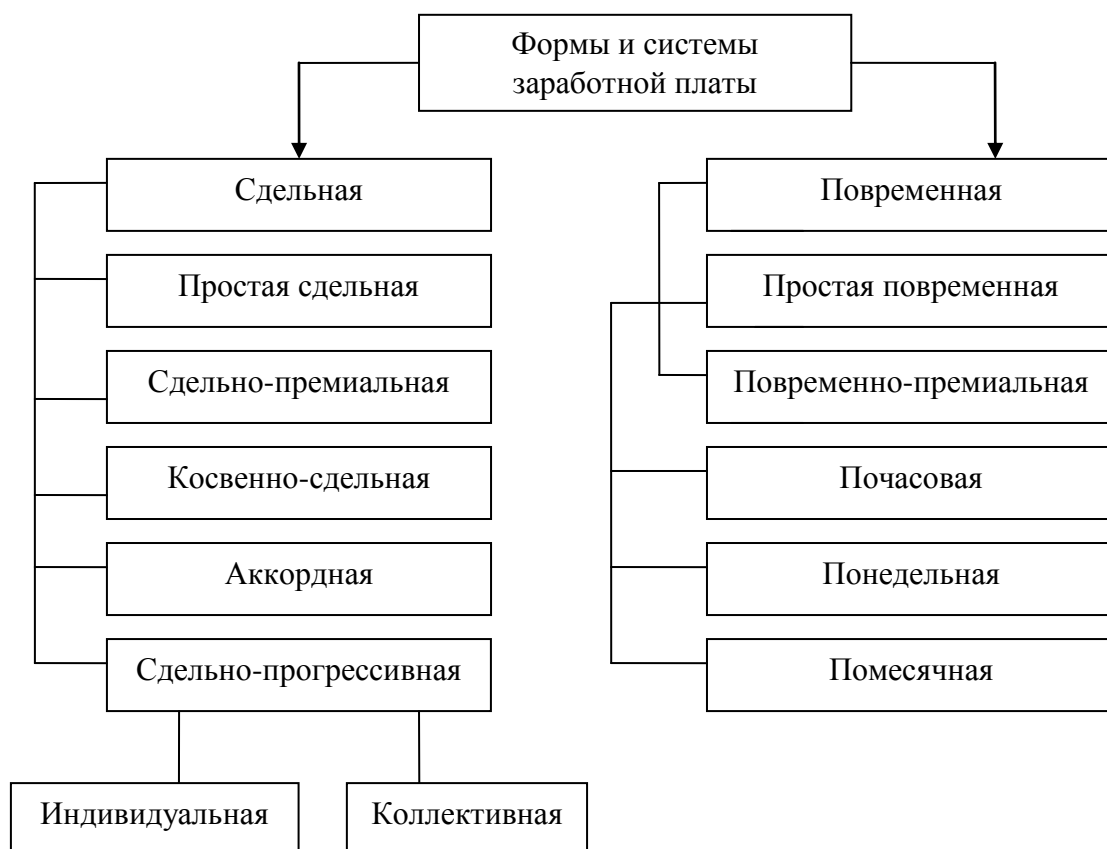 Формы и системы
заработной платы
Сдельная
Повременная
Простая сдельная
Простая повременная
Сдельно-премиальная
Повременно-премиальная
Косвенно-сдельная
Почасовая
Аккордная
Понедельная
Сдельно-прогрессивная
Помесячная
Индивидуальная
Коллективная